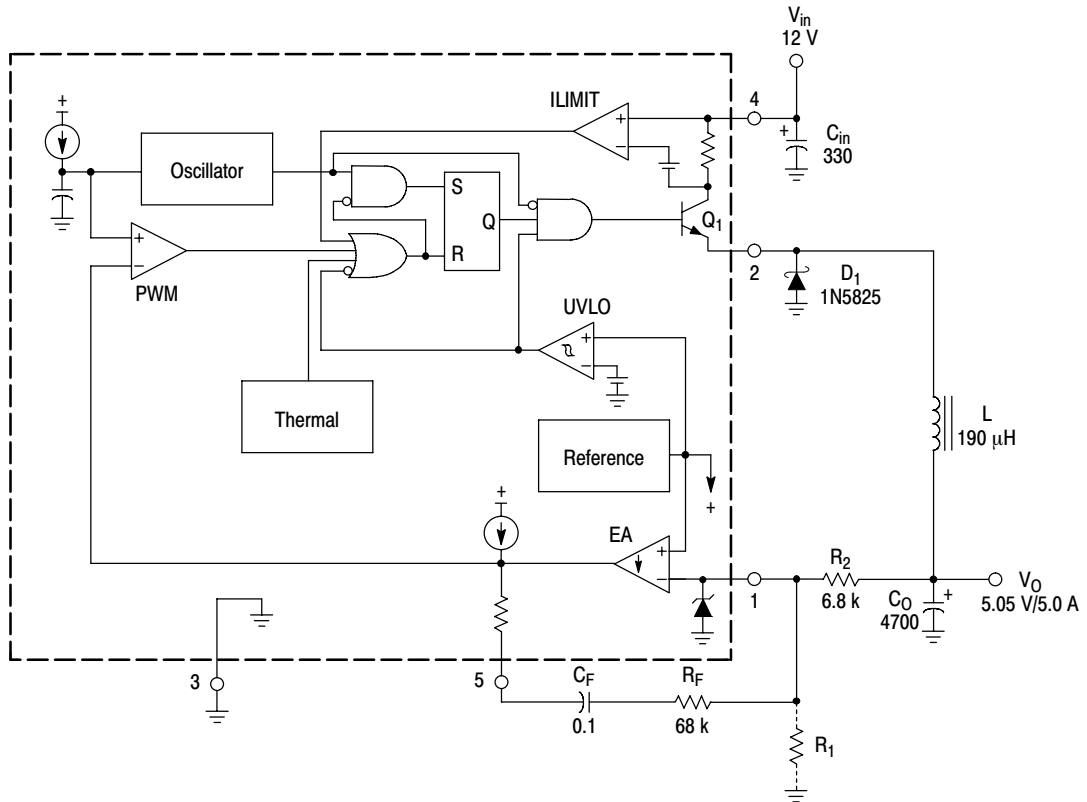 V_in
12 V
ILIMIT
4
+
+
−
+
C_in
330
Oscillator
S
Q
R
Q_1
+
−
PWM
2
D_1
1N5825
UVLO
+
−
Thermal
L
190 μH
Reference
+
+
EA
+
−
1
R_2
6.8 k
C_O
4700
+
V_O
5.05 V/5.0 A
3
5
C_F
0.1
R_F
68 k
R_1